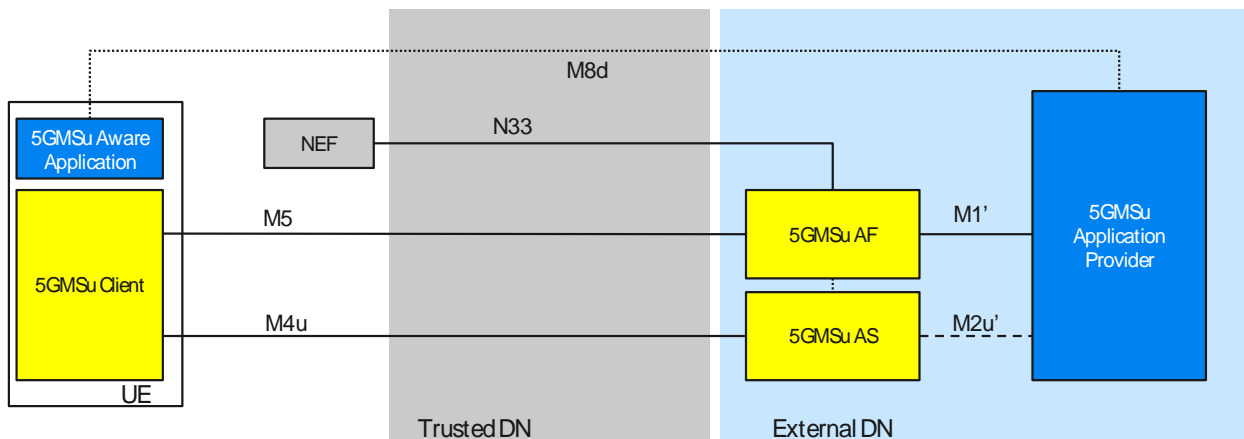 M8d
5GMSu Aware
Application
NEF
N33
M5
5GMSu Client
5GMSu AF
M1’
5GMSu
Application
Provider
M4u
5GMSu AS
M2u’
UE
Trusted DN
External DN